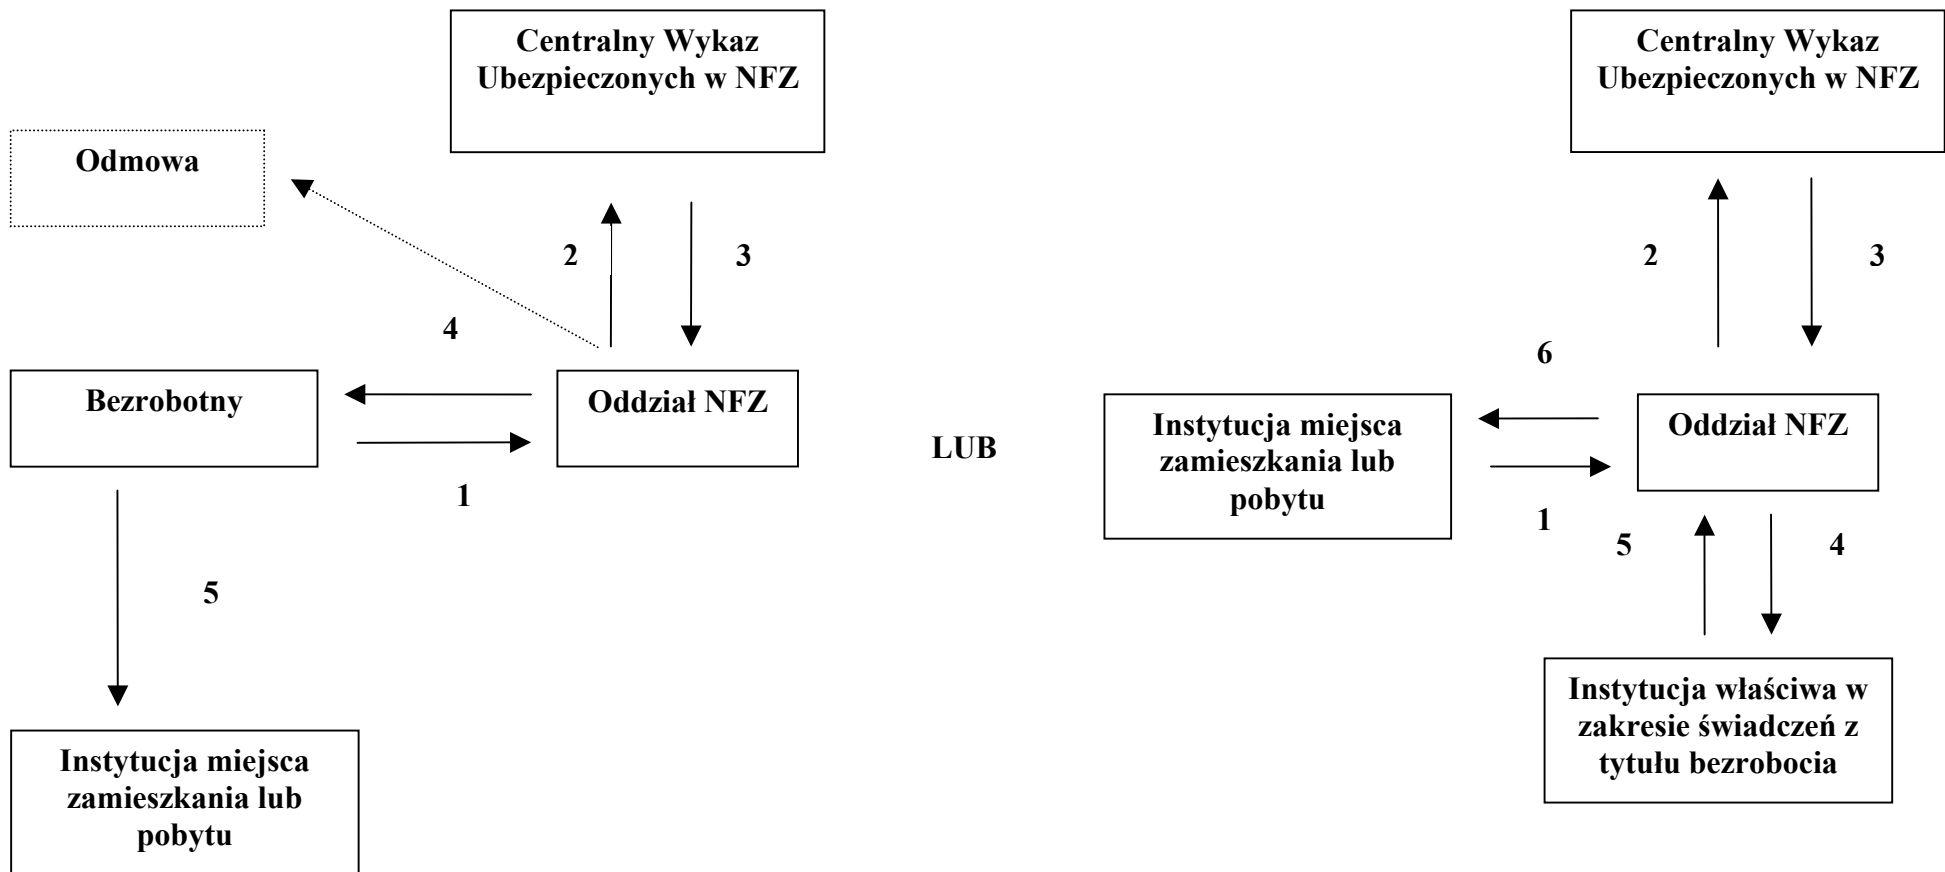 Centralny Wykaz
Ubezpieczonych w NFZ
Odmowa
2
3
4
Bezrobotny
Oddział NFZ
1
5
Instytucja miejsca
zamieszkania lub
pobytu
LUB
Centralny Wykaz
Ubezpieczonych w NFZ
2
3
6
Instytucja miejsca
zamieszkania lub
pobytu
Oddział NFZ
1
5
4
Instytucja właściwa w
zakresie świadczeń z
tytułu bezrobocia